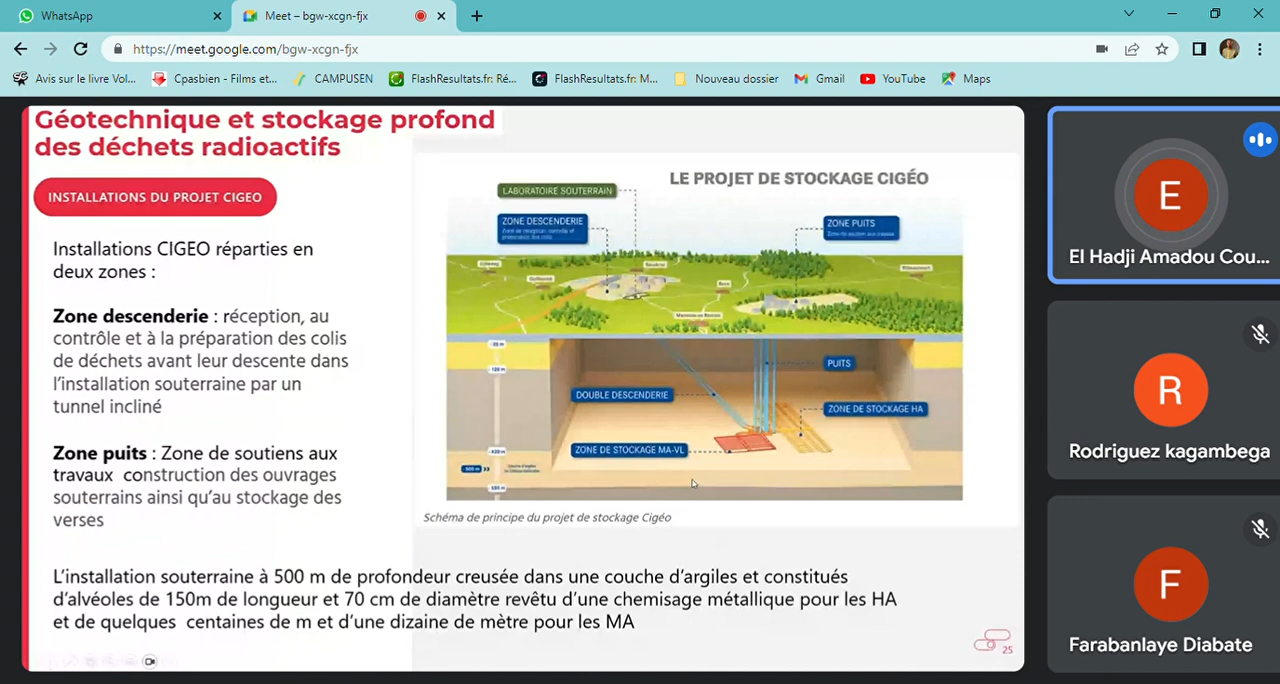 WhatsApp
Meet – bgw-xcgn-fjx
https://meet.google.com/bgw-xcgn-fjx
Avis sur le livre Vol...
Cpasbien - Films et...
CAMPUSEN
FlashResultats.fr: Ré...
FlashResultats.fr: M...
Nouveau dossier
Gmail
YouTube
Maps
Géotechnique et stockage profond
des déchets radioactifs
INSTALLATIONS DU PROJET CIGEO
Installations CIGEO réparties en
deux zones :
Zone descenderie : réception, au
contrôle et à la préparation des colis
de déchets avant leur descente dans
l'installation souterraine par un
tunnel incliné
Zone puits : Zone de soutiens aux
travaux construction des ouvrages
souterrains ainsi qu'au stockage des
verses
LE PROJET DE STOCKAGE CIGÉO
LABORATOIRE SOUTERRAIN
ZONE DESCENDERIE
ZONE PUITS
PUITS
DOUBLE DESCENDERIE
ZONE DE STOCKAGE HA
ZONE DE STOCKAGE MA-VL
Schéma de principe du projet de stockage Cigéo
L'installation souterraine à 500 m de profondeur creusée dans une couche d'argiles et constitués
d'alvéoles de 150m de longueur et 70 cm de diametre revêtu d'une chemisage métallique pour les HA
et de quelques centaines de m et d'une dizaine de mètre pour les MA
25
E
El Hadji Amadou Cou...
R
Rodriguez kagambega
F
Farabanlaye Diabate